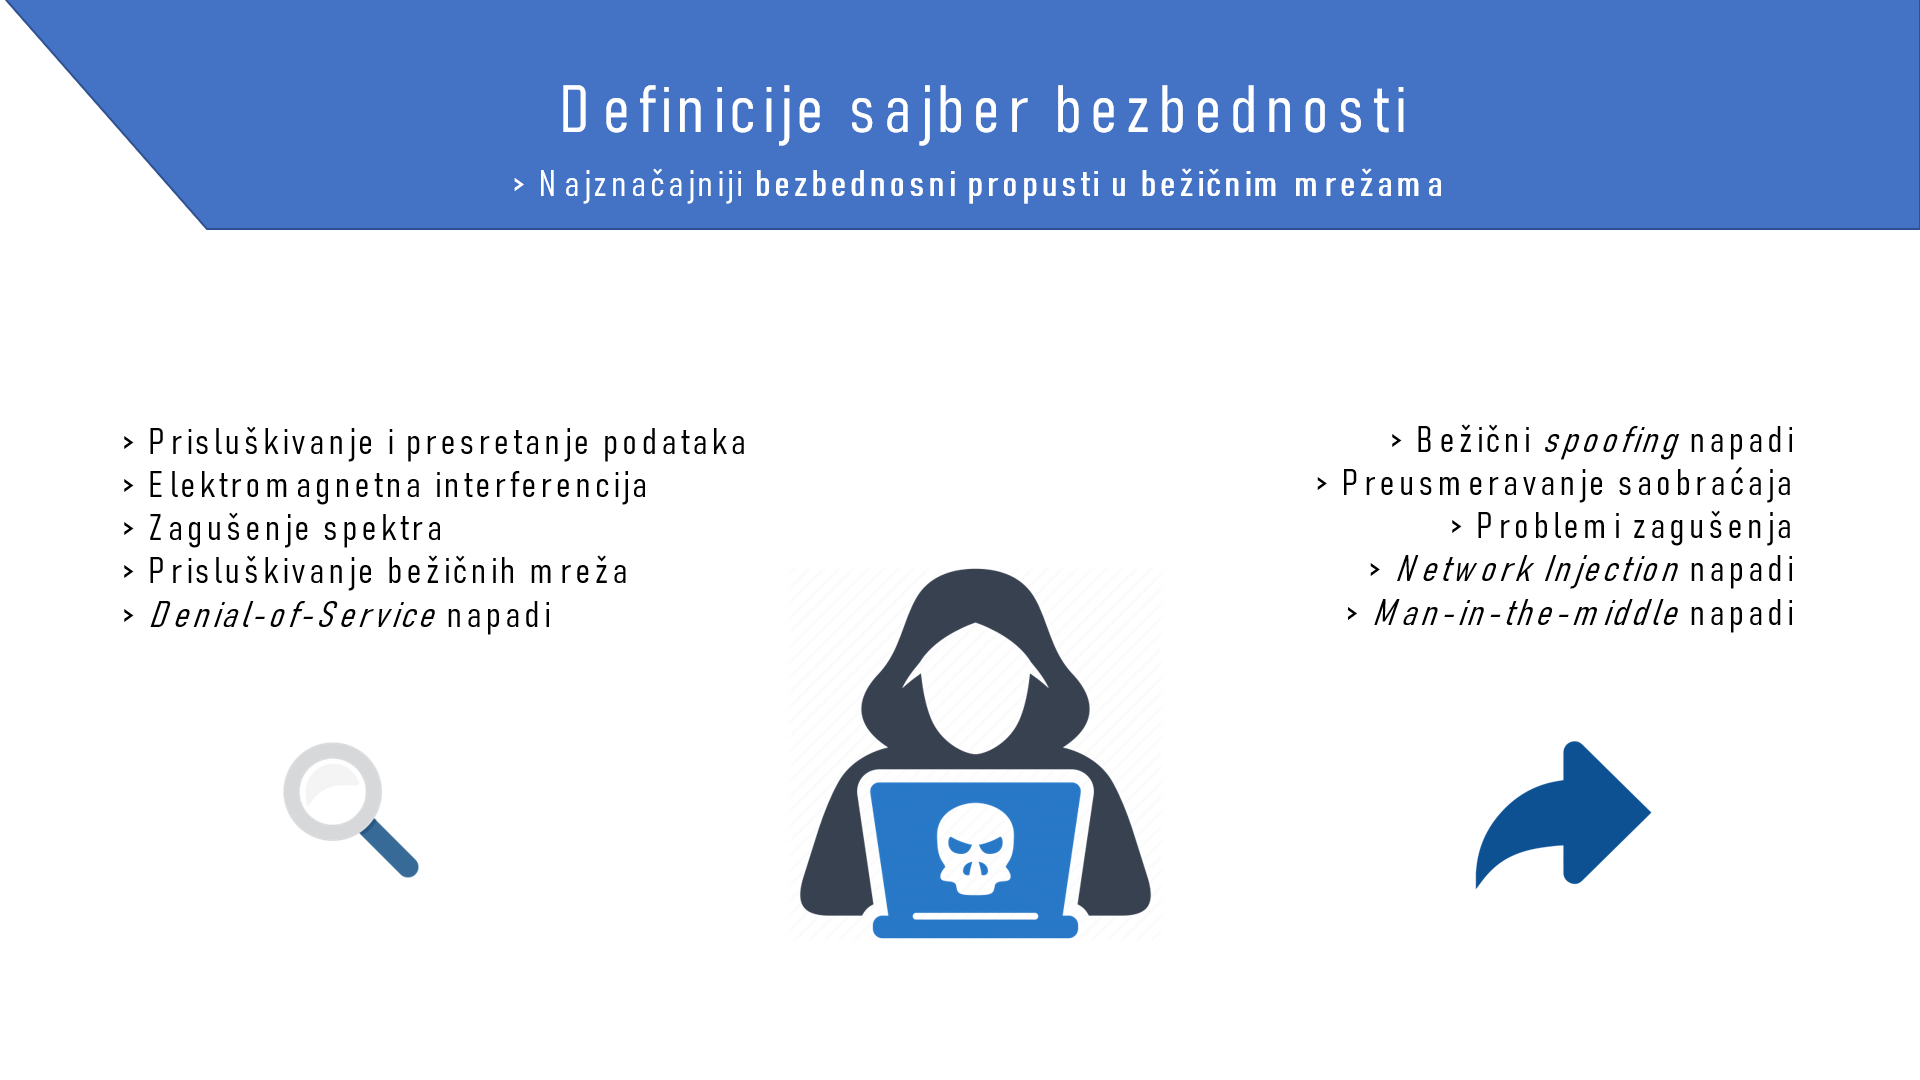 Definicije sajber bezbednosti
> Najznačajniji bezbednosni propusti u bežičnim mrežama
> Prisluškivanje i presretanje podataka
> Elektromagnetna interferencija
> Zagušenje spektra
> Prisluškivanje bežičnih mreža
> Denial-of-Service napadi
> Bežični spoofing napadi
> Preusmeravanje saobraćaja
> Problemi zagušenja
> Network Injection napadi
> Man-in-the-middle napadi